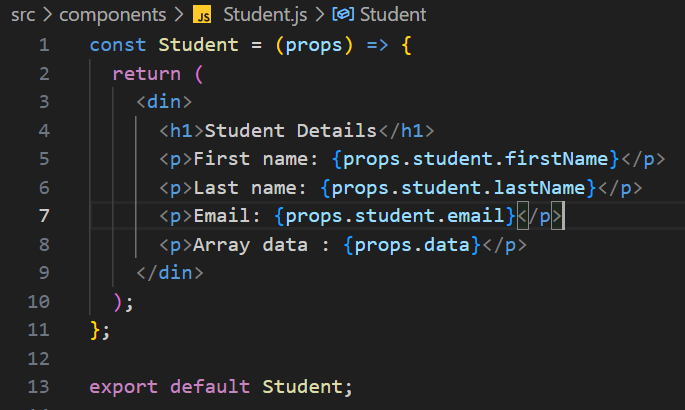 src > components > JS Student.js > Student
1 const Student = (props) => {
2   return (
3     <din>
4       <h1>Student Details</h1>
5       <p>First name: {props.student.firstName}</p>
6       <p>Last name: {props.student.lastName}</p>
7       <p>Email: {props.student.email}</p>
8       <p>Array data : {props.data}</p>
9     </din>
10   );
11 };
12
13 export default Student;